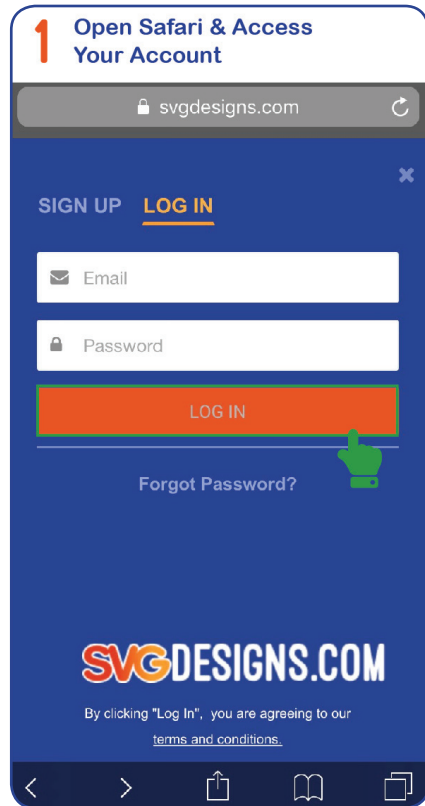 1 Open Safari & Access
Your Account
svgdesigns.com
SIGN UP LOG IN
Email
Password
LOG IN
Forgot Password?
SVGDESIGNS.COM
By clicking "Log In", you are agreeing to our
terms and conditions.